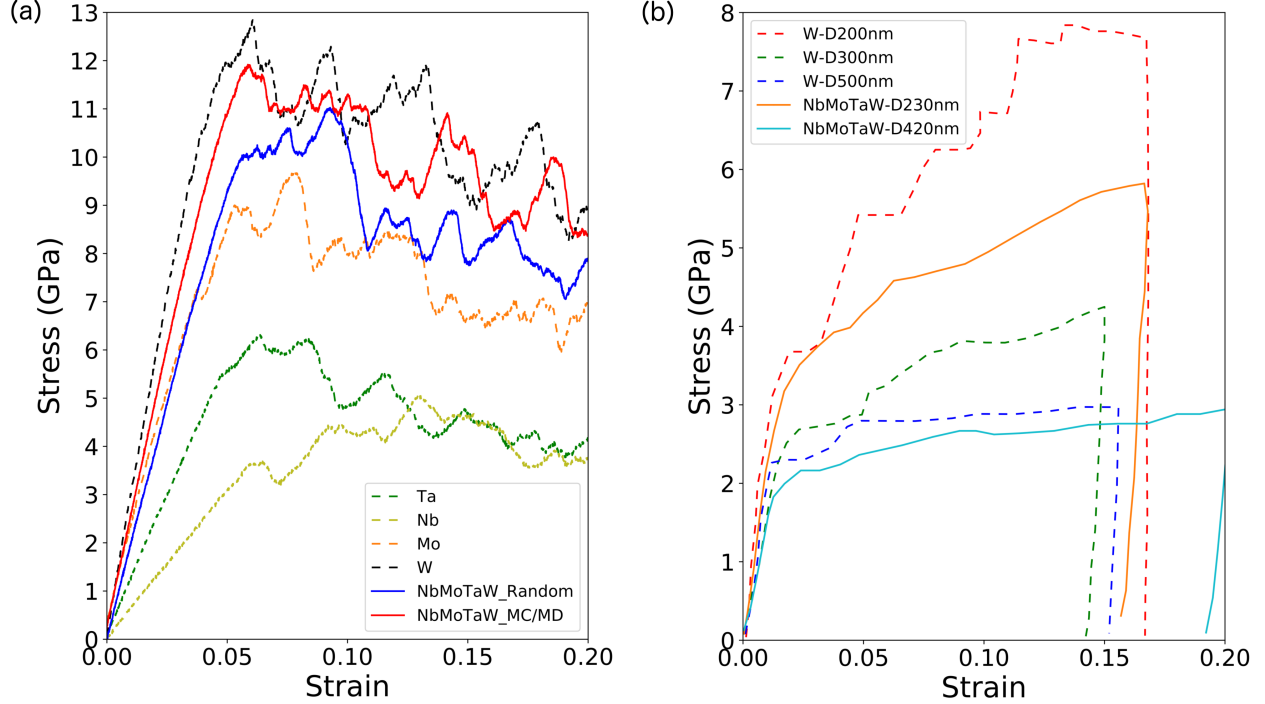 (a)
13
12
11
10
9
8
7
6
5
4
3
2
1
0
Stress (GPa)
0.00
0.05
0.10
0.15
0.20
Strain
Ta
Nb
Mo
W
NbMoTaW_Random
NbMoTaW_MC/MD
(b)
8
7
6
5
4
3
2
1
0
Stress (GPa)
0.00
0.05
0.10
0.15
0.20
Strain
W-D200nm
W-D300nm
W-D500nm
NbMoTaW-D230nm
NbMoTaW-D420nm